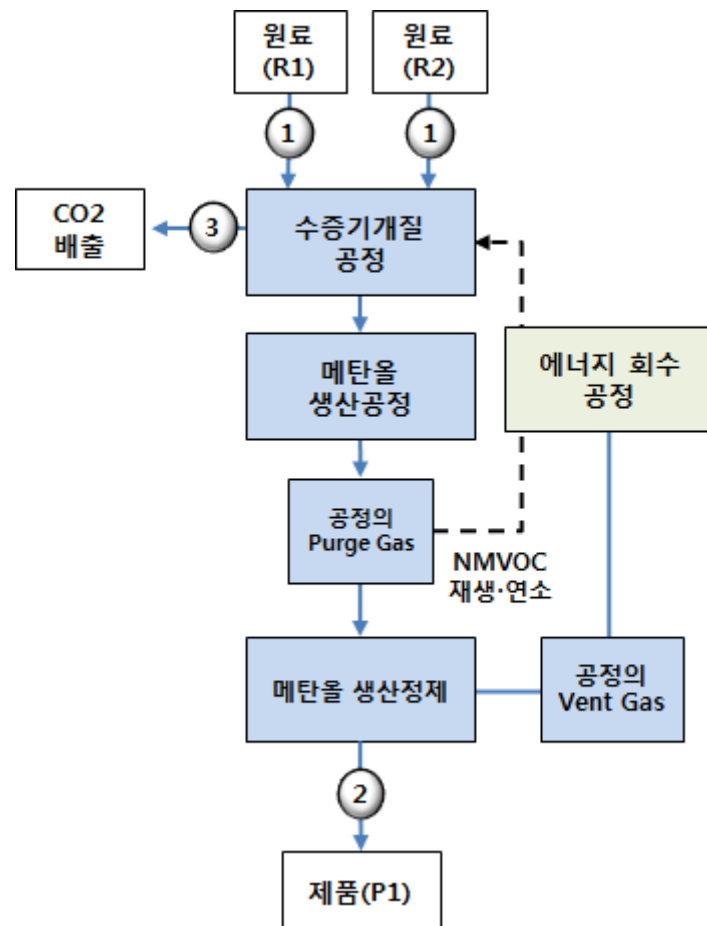 원료
(R1)
원료
(R2)
1
1
CO2
배출
3
수증기개질
공정
메탄올
생산공정
에너지 회수
공정
공정의
Purge Gas
NMVOC
재생·연소
메탄올 생산정제
공정의
Vent Gas
2
제품(P1)